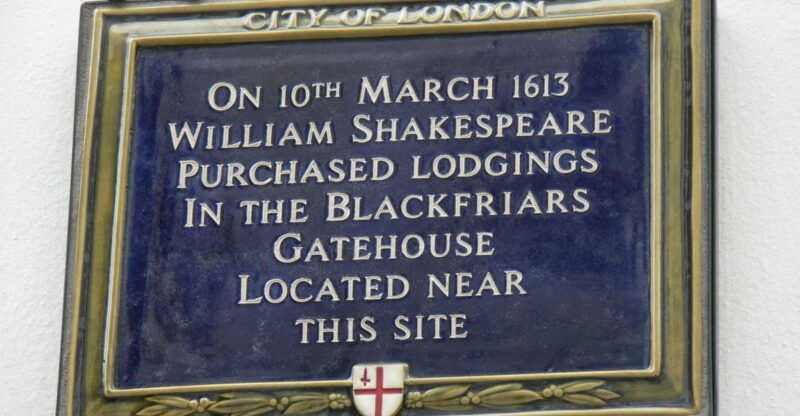 CITY OF LONDON
ON 10TH MARCH 1613
WILLIAM SHAKESPEARE
PURCHASED LODGINGS
IN THE BLACKFRIARS
GATEHOUSE
LOCATED NEAR
THIS SITE